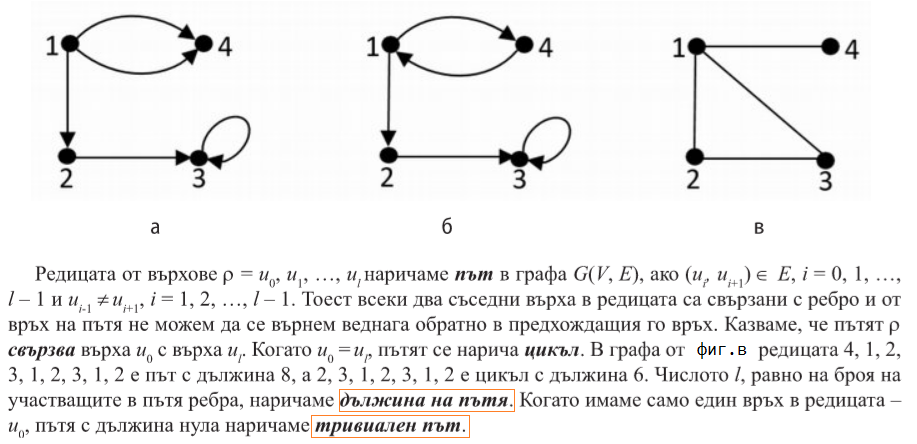 1 4 1 4 1 4
2 3 2 3 2 3
а б в
Редицата от върхове ρ = u0, u1, …, ul наричаме път в графа G(V, E), ако (ui, ui+1) ∈ E, i = 0, 1, …,
l – 1 и ui-1 ≠ ui+1, i = 1, 2, …, l – 1. Тоест всеки два съседни върха в редицата са свързани с ребро и от
връх на пътя не можем да се върнем веднага обратно в предхождащия го връх. Казваме, че пътят ρ
свързва върха u0 с върха ul. Когато u0 = ul, пътят се нарича цикъл. В графа от фиг.в редицата 4, 1, 2,
3, 1, 2, 3, 1, 2 е път с дължина 8, а 2, 3, 1, 2, 3, 1, 2 е цикъл с дължина 6. Числото l, равно на броя на
участващите в пътя ребра, наричаме дължина на пътя. Когато имаме само един връх в редицата –
u0, пътя с дължина нула наричаме тривиален път.